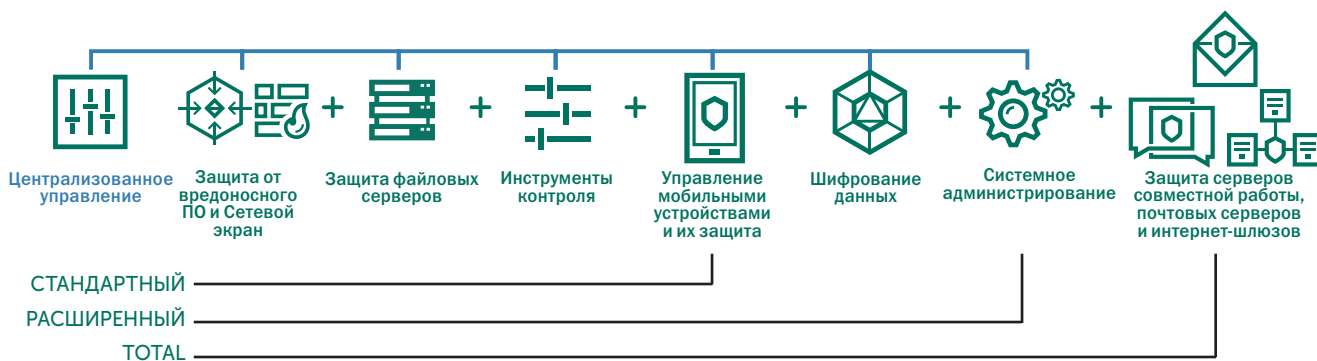 Централизованное
управление
Защита от
вредоносного
ПО и Сетевой
экран
Защита файловых
серверов
Инструменты
контроля
Управление
мобильными
устройствами
и их защита
Шифрование
данных
Системное
администрирование
Защита серверов
совместной работы,
почтовых серверов
и интернет-шлюзов
СТАНДАРТНЫЙ
РАСШИРЕННЫЙ
TOTAL